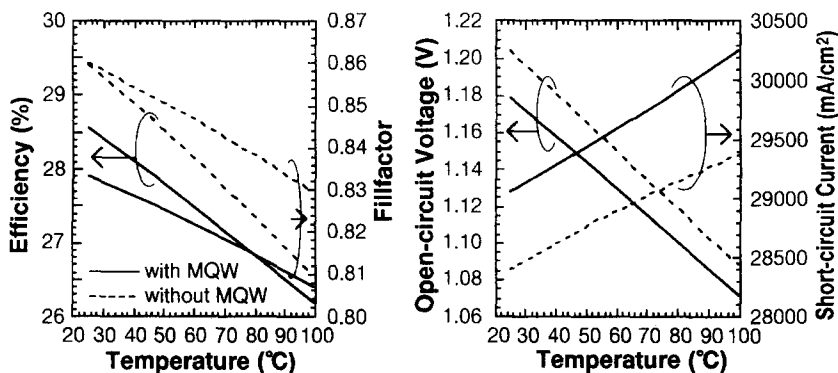 Efficiency (%)
30
29
28
27
26
0.87
0.86
0.85
0.84
0.83
0.82
0.81
0.80
Fillfactor
with MQW
without MQW
20 30 40 50 60 70 80 90 100
Temperature (℃)
Open-circuit Voltage (V)
1.22
1.20
1.18
1.16
1.14
1.12
1.10
1.08
1.06
30500
30000
29500
29000
28500
28000
Short-circuit Current (mA/cm²)
20 30 40 50 60 70 80 90 100
Temperature (℃)